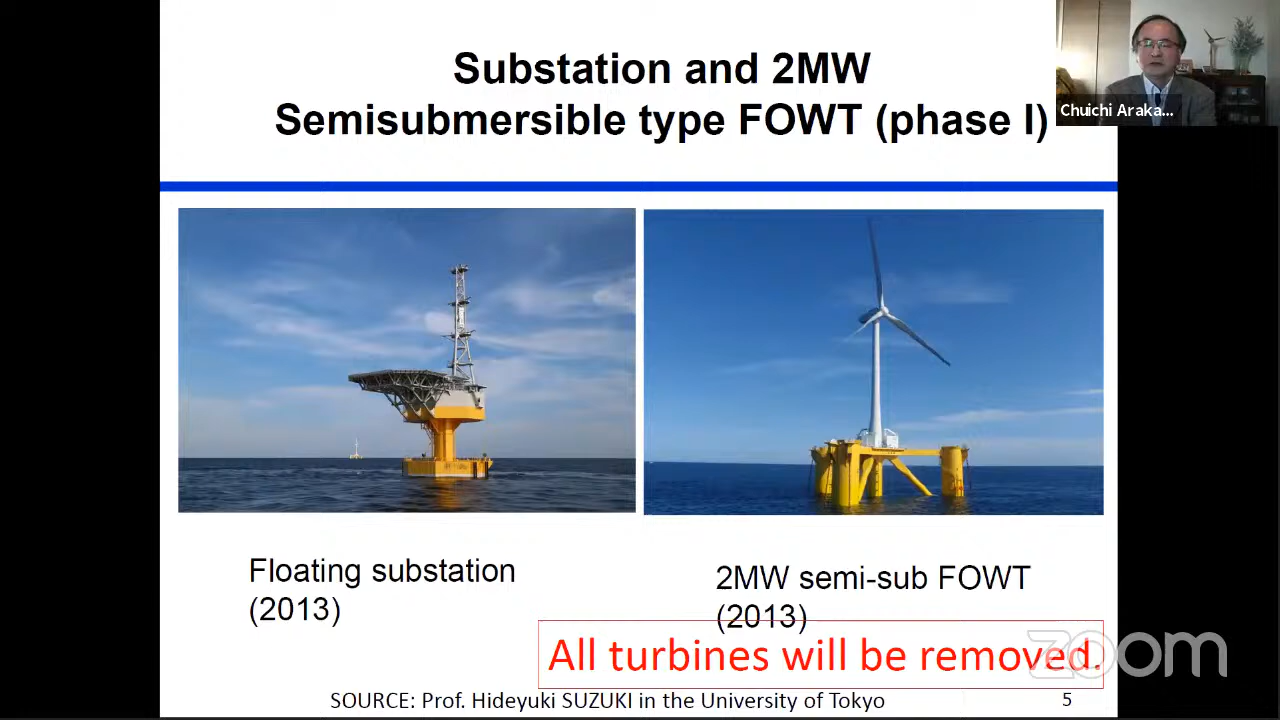 Substation and 2MW
Semisubmersible type FOWT (phase I)
Chuichi Araka...
Floating substation
(2013)
2MW semi-sub FOWT
(2013)
All turbines will be removed.
zoom
SOURCE: Prof. Hideyuki SUZUKI in the University of Tokyo
5